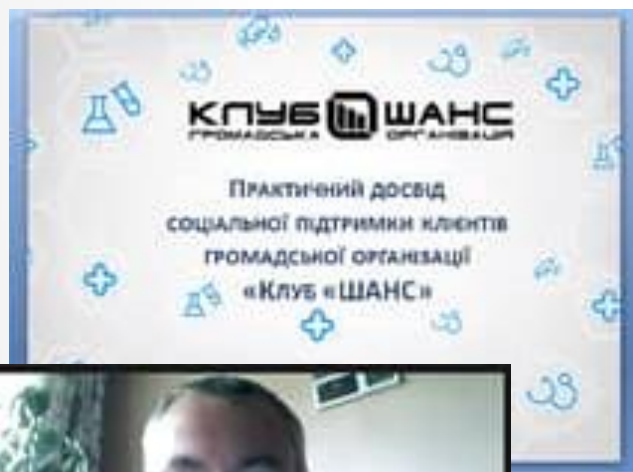 КЛУБ ШАНС
ГРОМАДСЬКА ОРГАНІЗАЦІЯ
Практичний досвід
соціальної підтримки клієнтів
громадської організації
«Клуб «ШАНС»